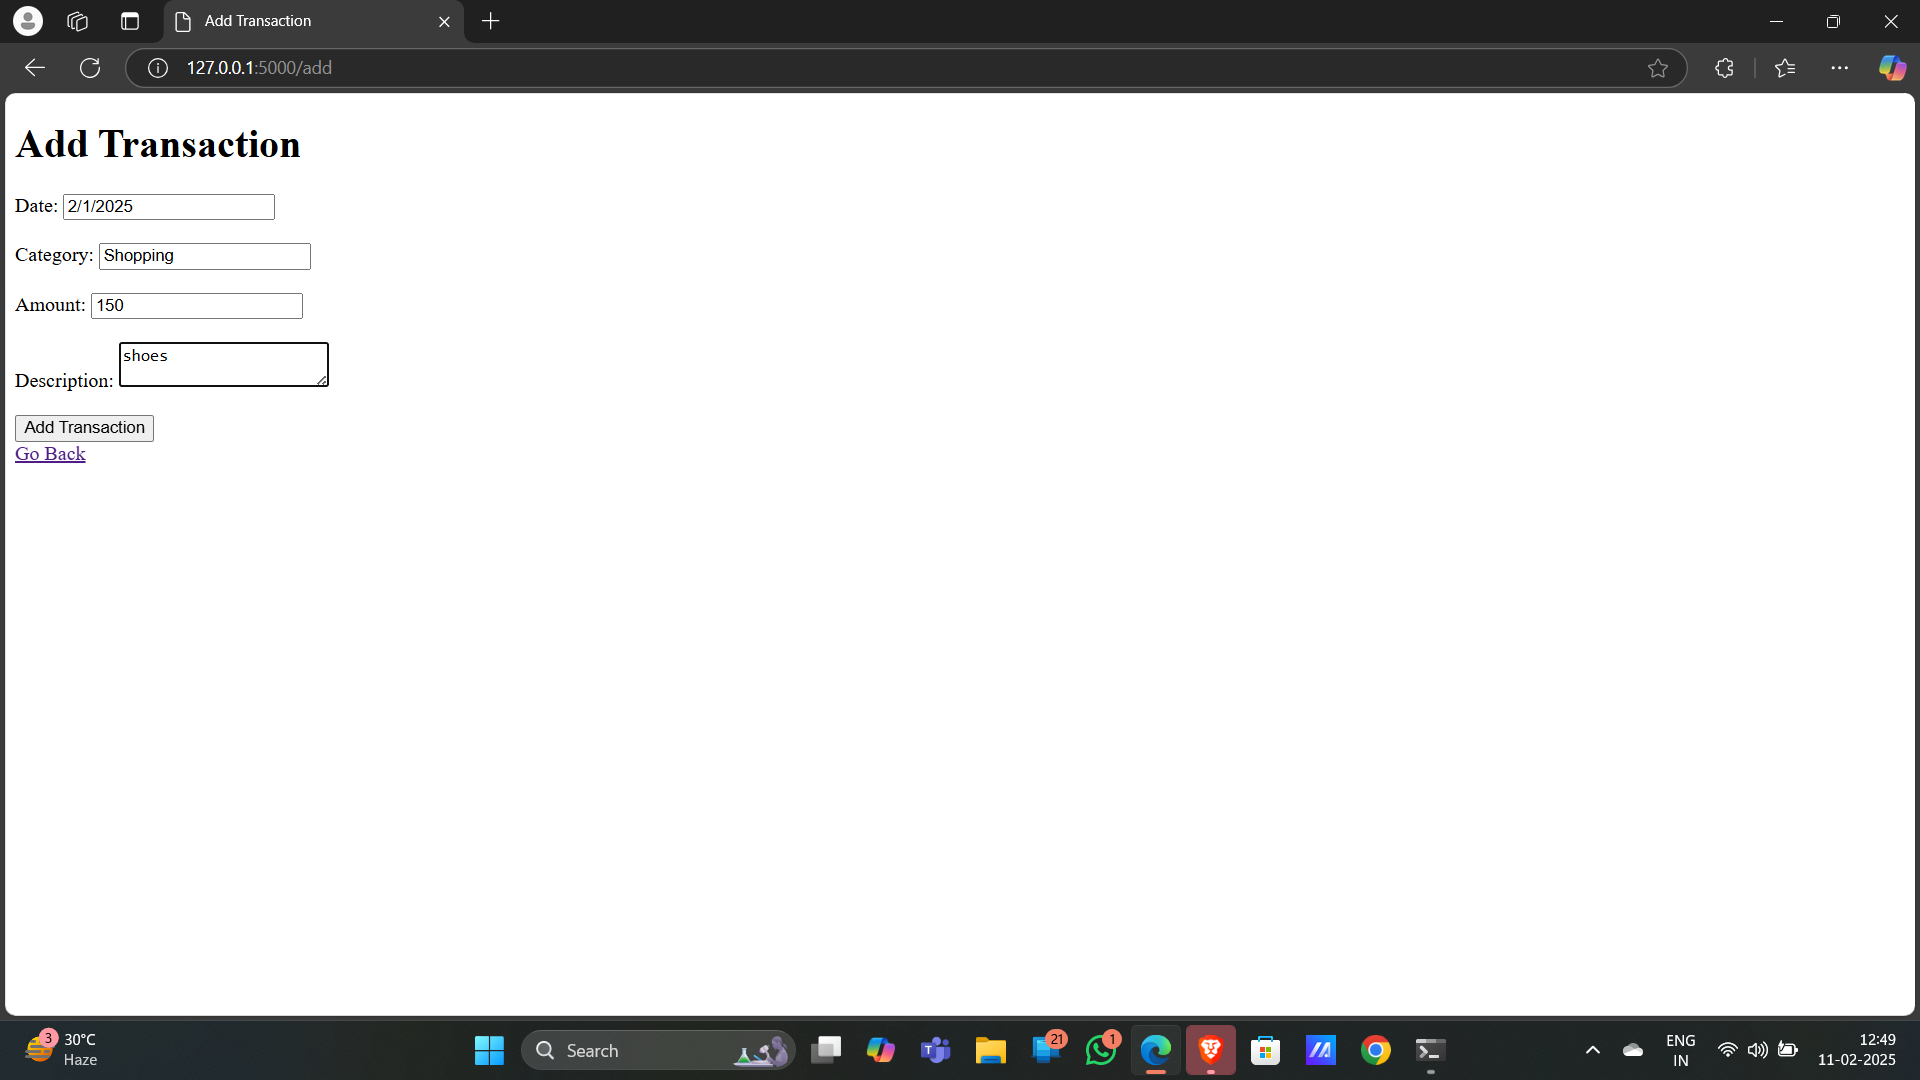 Add Transaction
127.0.0.1:5000/add
Add Transaction
Date: 2/1/2025
Category: Shopping
Amount: 150
Description: shoes
Add Transaction
Go Back
3
30°C
Haze
Search
T
21
1
ENG
IN
12:49
11-02-2025